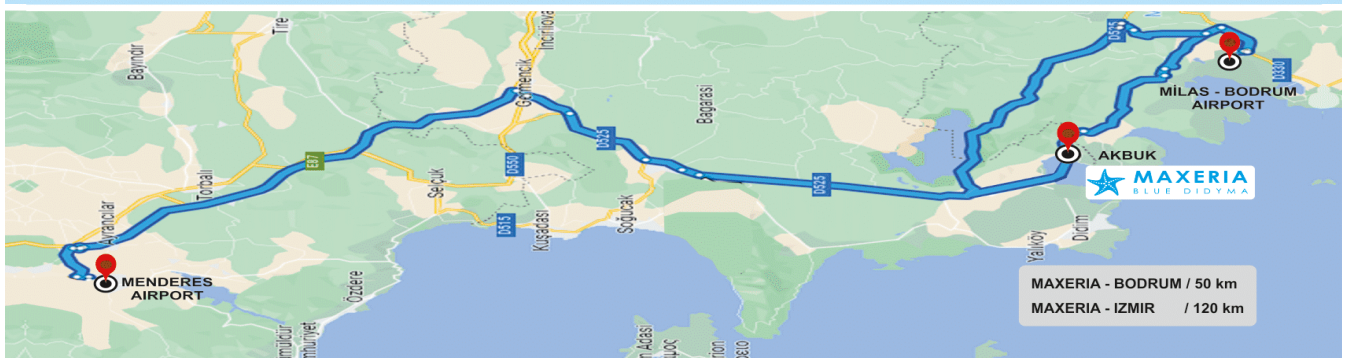 Tire
İncirliova
Bayındır
Germencik
Bagarasi
D525
D330
MİLAS - BODRUM
AIRPORT
E87
D550
D525
AKBUK
MAXERIA
BLUE DIDYMA
Torbalı
Selçuk
D525
Ayrancılar
D515
Kuşadası
Soğucak
Yalıköy
Didim
MENDERES
AIRPORT
Özdere
MAXERIA - BODRUM / 50 km
MAXERIA - IZMIR / 120 km